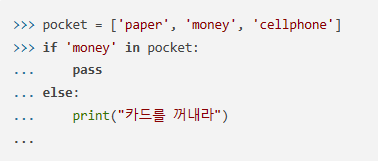 >>> pocket = ['paper', 'money', 'cellphone']
>>> if 'money' in pocket:
...     pass
... else:
...     print("카드를 꺼내라")
...